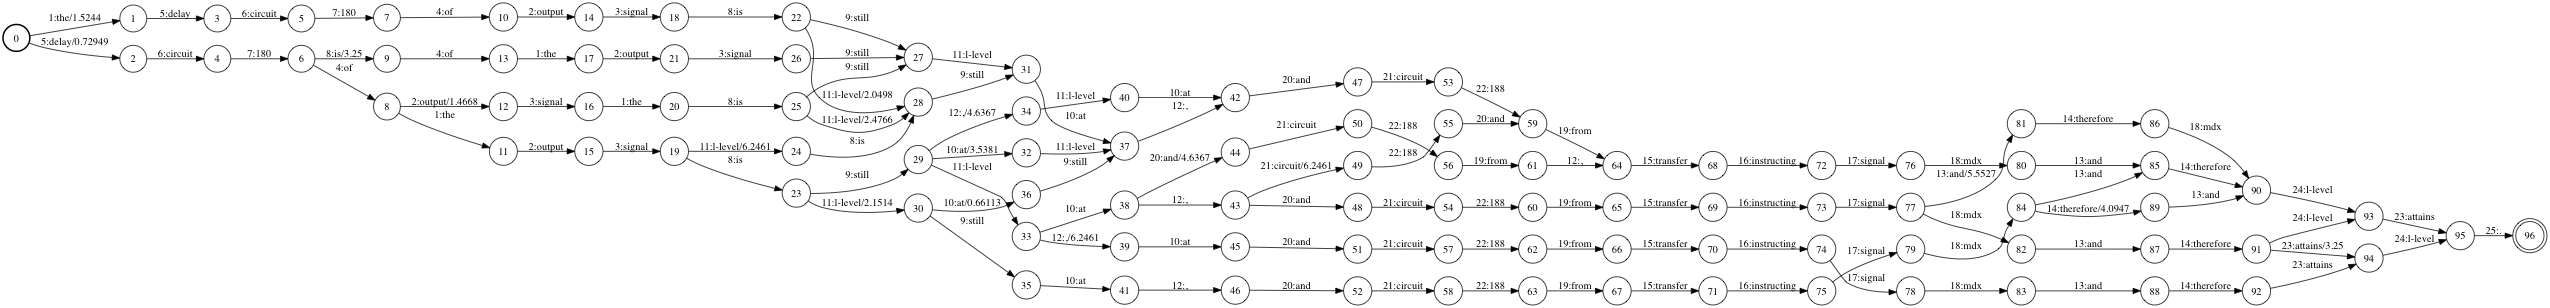 1:the/1.5244 1 5:delay 3 6:circuit 5 7:180 7 4:of 10 2:output 14 3:signal 18 8:is 22 9:still
0 5:delay/0.72949
2 6:circuit 4 7:180 6 8:is/3.25 9 4:of 13 1:the 17 2:output 21 3:signal 26 9:still 27 11:l-level 31
4:of 9:still 9:still
8 2:output/1.4668 12 3:signal 16 1:the 20 8:is 25 11:l-level/2.0498 28
11:l-level/2.4766
1:the 11 2:output 15 3:signal 19 11:l-level/6.2461 24 8:is
8:is 23 9:still 29 12:,/4.6367 34 11:l-level 40 10:at 42 20:and 47 21:circuit 53 22:188
10:at 12:,
10:at/3.5381 32 11:l-level 37
11:l-level 9:still
11:l-level/2.1514 30 10:at/0.66113 36
9:still 33 10:at 38 20:and/4.6367 44 21:circuit 50 22:188 55 20:and 59 19:from
21:circuit/6.2461 49 22:188 56 19:from 61 12:, 64 15:transfer 68 16:instructing 72 17:signal 76 18:mdx 80 13:and 85 14:therefore
81 14:therefore 86 18:mdx
13:and/5.5527 13:and 90 24:l-level
12:, 43 20:and 48 21:circuit 54 22:188 60 19:from 65 15:transfer 69 16:instructing 73 17:signal 77 18:mdx 84 14:therefore/4.0947 89 13:and
12:,/6.2461 39 10:at 45 20:and 51 21:circuit 57 22:188 62 19:from 66 15:transfer 70 16:instructing 74 17:signal 79 18:mdx 82 13:and 87 14:therefore 91 24:l-level 93 23:attains 95 25:. 96
23:attains/3.25 94 24:l-level
35 10:at 41 12:, 46 20:and 52 21:circuit 58 22:188 63 19:from 67 15:transfer 71 16:instructing 75 17:signal 78 18:mdx 83 13:and 88 14:therefore 92 23:attains